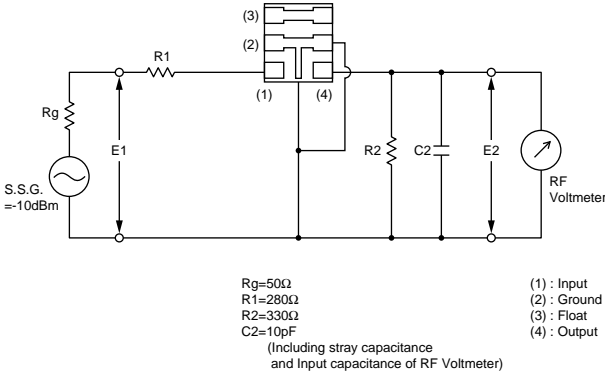 (3)
(2)
R1
(1)
(4)
Rg
E1
R2
C2
E2
S.S.G.
=-10dBm
RF
Voltmeter
Rg=50Ω
R1=280Ω
R2=330Ω
C2=10pF
(Including stray capacitance
and Input capacitance of RF Voltmeter)
(1) : Input
(2) : Ground
(3) : Float
(4) : Output